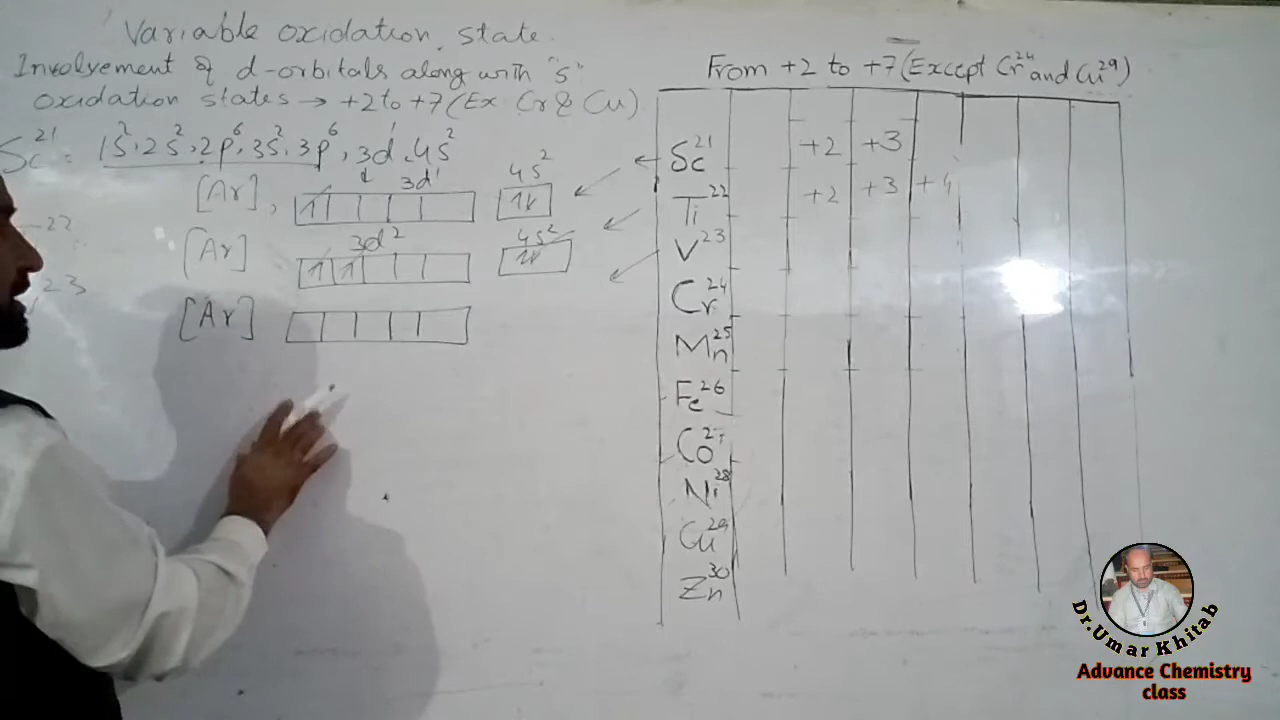 Variable oxidation state.
Involvement of d-orbitals along with "s"
oxidation states → +2 to +7 (Ex Cr & Cu)
Sc²¹ = 1s², 2s², 2p⁶, 3s², 3p⁶, 3d¹, 4s²
[Ar], 3d¹ 4s²
[Ar] 3d² 4s²
[Ar]
22
23
From +2 to +7 (Except Cr²⁴ and Cu²⁹)
Sc²¹ +2 +3
Ti²² +2 +3 +4
V²³
Cr²⁴
Mn²⁵
Fe²⁶
Co²⁷
Ni²⁸
Cu²⁹
Zn³⁰
Dr. Umar Khitab
Advance Chemistry
class